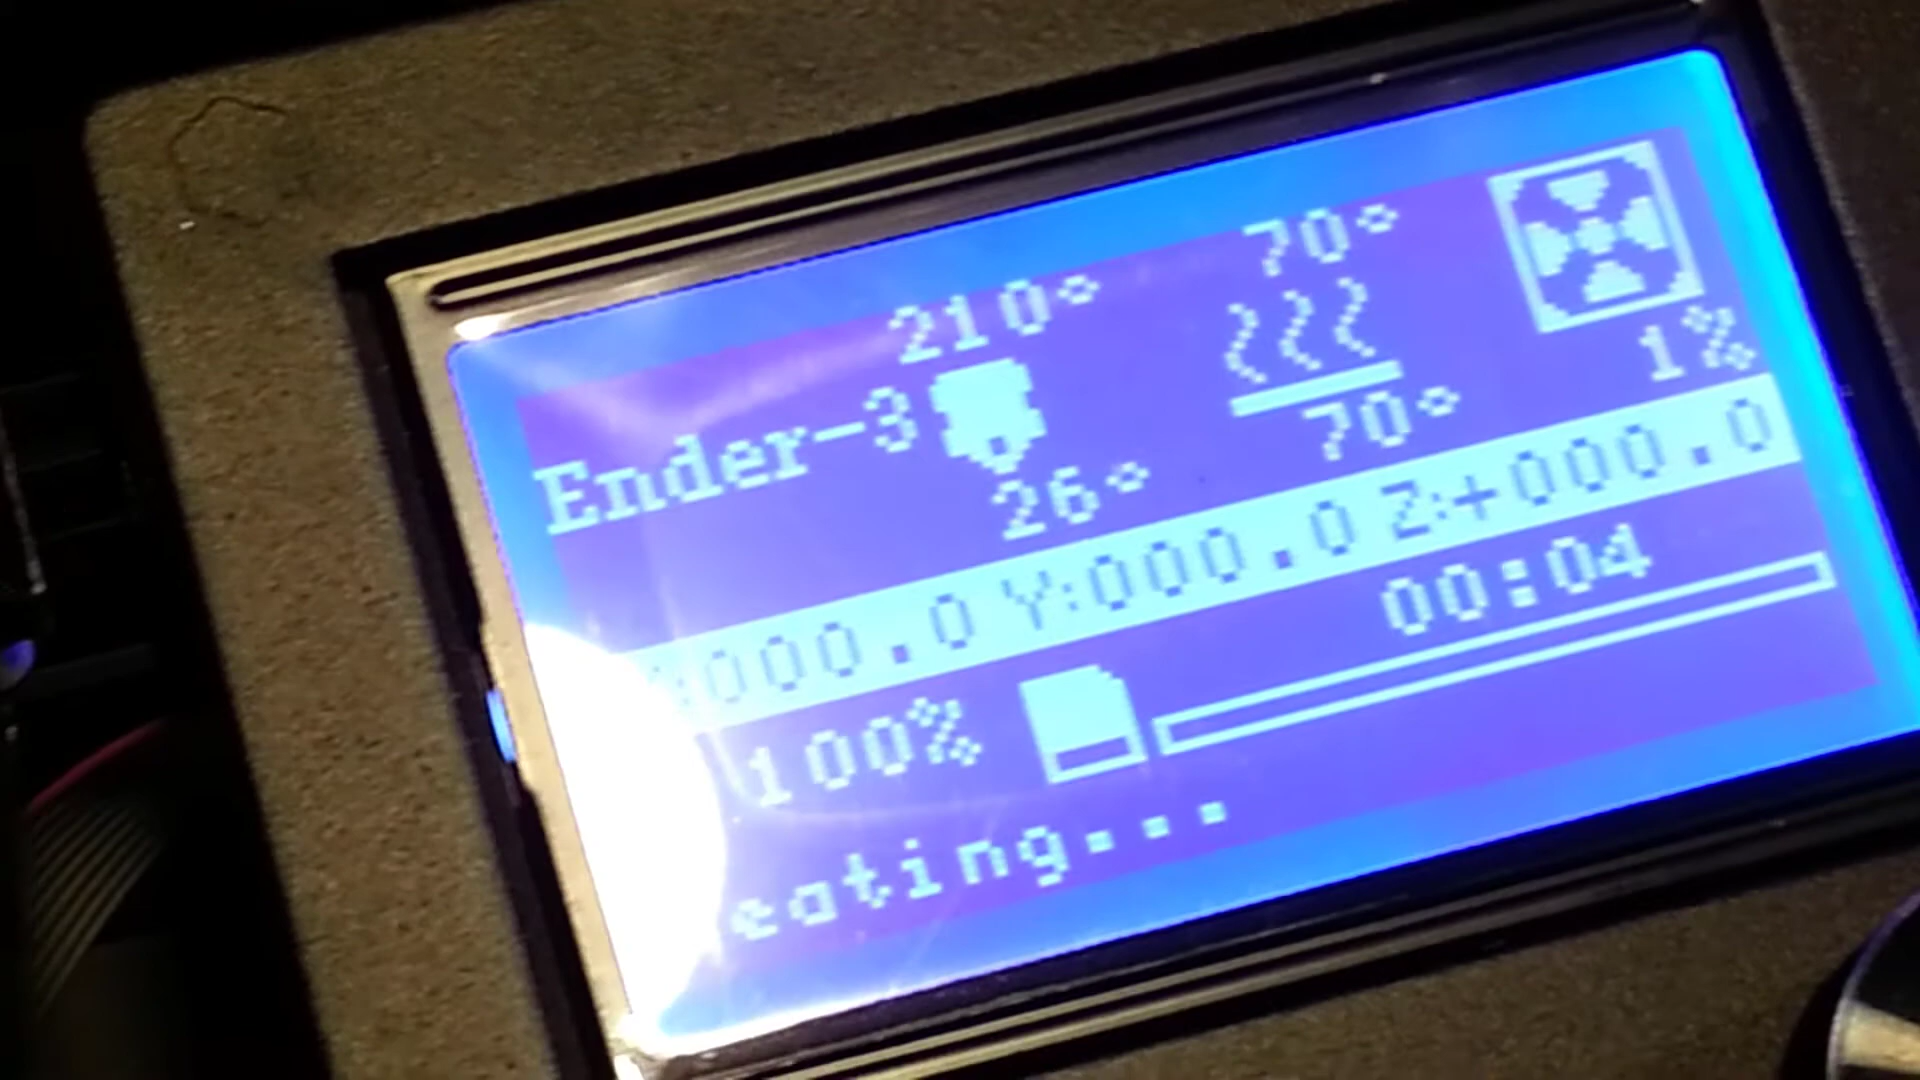 210° 70°
Ender-3
26° 70° 1%
:000.0 Y:000.0 Z:+000.0
100% 00:04
eating...